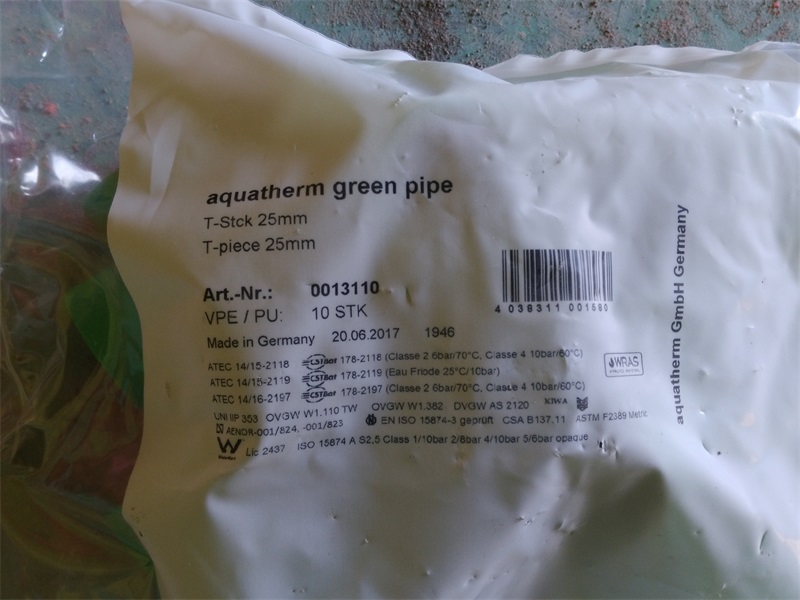 aquatherm green pipe
T-Stck 25mm
T-piece 25mm
Art.-Nr.: 0013110
VPE / PU: 10 STK
Made in Germany 20.06.2017 1946
4 038311 001560
ATEC 14/15-2118 CSTBat 178-2118 (Classe 2 6bar/70°C, Classe 4 10bar/60°C)
ATEC 14/15-2119 CSTBat 178-2119 (Eau Friode 25°C/10bar)
ATEC 14/16-2197 CSTBat 178-2197 (Classe 2 6bar/70°C, Classe 4 10bar/60°C)
WRAS
UNI IIP 353 OVGW W1.110 TW OVGW W1.382 DVGW AS 2120 KIWA
AENOR-001/824, -001/823 EN ISO 15874-3 geprüft CSA B137.11 ASTM F2389 Metric
Lic 2437 ISO 15874 A S2,5 Class 1/10bar 2/8bar 4/10bar 5/6bar opaque
aquatherm GmbH Germany